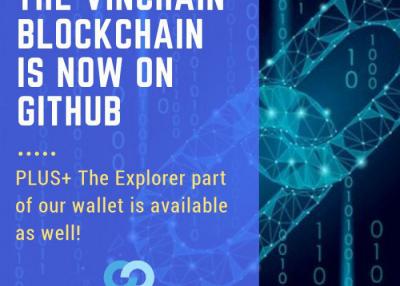 THE VINCHAIN
BLOCKCHAIN
IS NOW ON
GITHUB
.....
PLUS+ The Explorer part
of our wallet is available
as well!